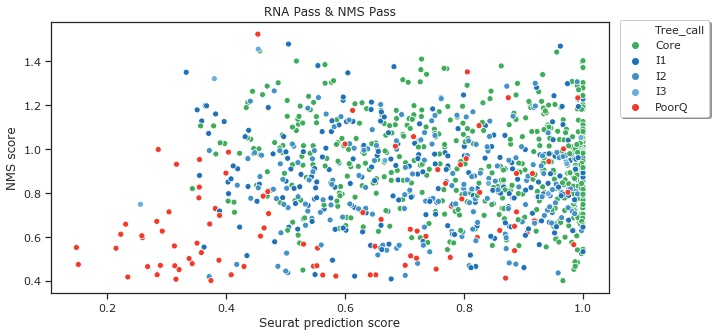 RNA Pass & NMS Pass
NMS score
1.4
1.2
1.0
0.8
0.6
0.4
0.2 0.4 0.6 0.8 1.0
Seurat prediction score
Tree_call
Core
I1
I2
I3
PoorQ